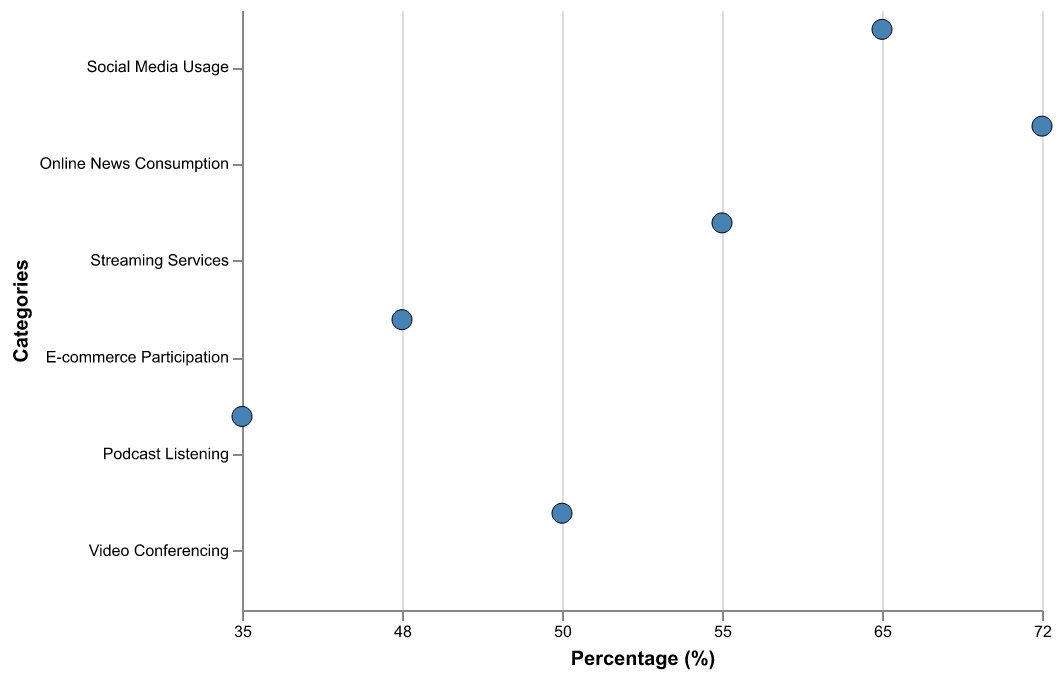 Social Media Usage
Online News Consumption
Streaming Services
E-commerce Participation
Podcast Listening
Video Conferencing
Categories
35 48 50 55 65 72
Percentage (%)